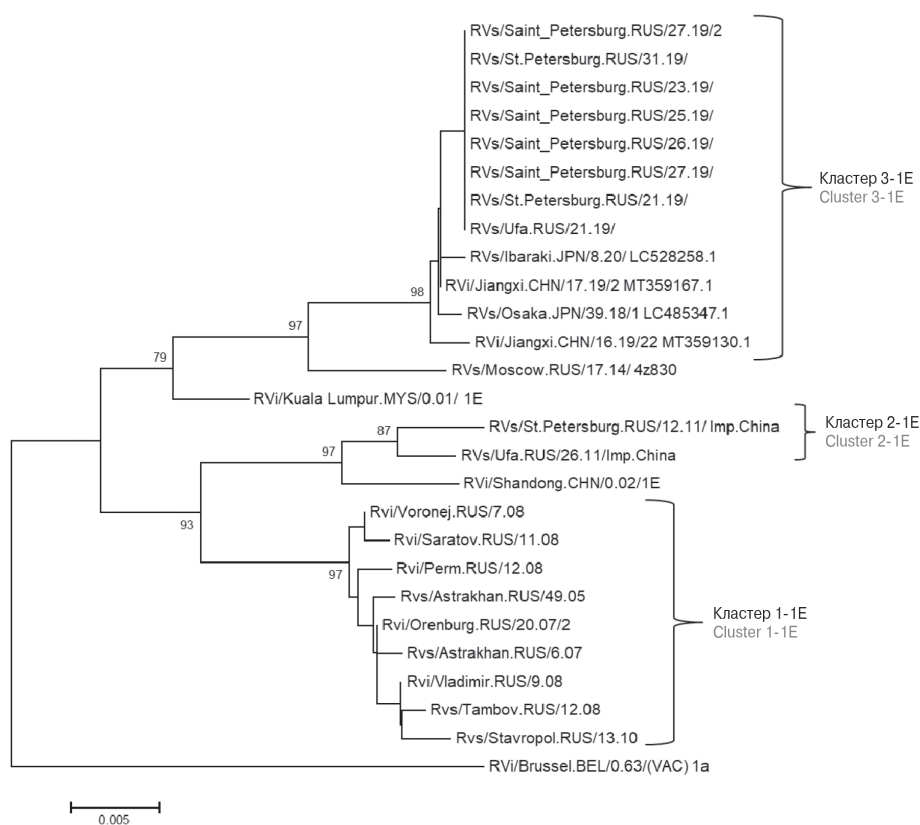 RVs/Saint_Petersburg.RUS/27.19/2
RVs/St.Petersburg.RUS/31.19/
RVs/Saint_Petersburg.RUS/23.19/
RVs/Saint_Petersburg.RUS/25.19/
RVs/Saint_Petersburg.RUS/26.19/
RVs/Saint_Petersburg.RUS/27.19/
RVs/St.Petersburg.RUS/21.19/
RVs/Ufa.RUS/21.19/
RVs/Ibaraki.JPN/8.20/ LC528258.1
RVi/Jiangxi.CHN/17.19/2 MT359167.1
RVs/Osaka.JPN/39.18/1 LC485347.1
RVi/Jiangxi.CHN/16.19/22 MT359130.1
RVs/Moscow.RUS/17.14/ 4z830
RVi/Kuala Lumpur.MYS/0.01/ 1E
RVs/St.Petersburg.RUS/12.11/ Imp.China
RVs/Ufa.RUS/26.11/Imp.China
RVi/Shandong.CHN/0.02/1E
Rvi/Voronej.RUS/7.08
Rvi/Saratov.RUS/11.08
Rvi/Perm.RUS/12.08
Rvs/Astrakhan.RUS/49.05
Rvi/Orenburg.RUS/20.07/2
Rvs/Astrakhan.RUS/6.07
Rvi/Vladimir.RUS/9.08
Rvs/Tambov.RUS/12.08
Rvs/Stavropol.RUS/13.10
RVi/Brussel.BEL/0.63/(VAC) 1a
Кластер 3-1E
Cluster 3-1E
Кластер 2-1E
Cluster 2-1E
Кластер 1-1E
Cluster 1-1E
98
97
79
87
97
93
97
0.005